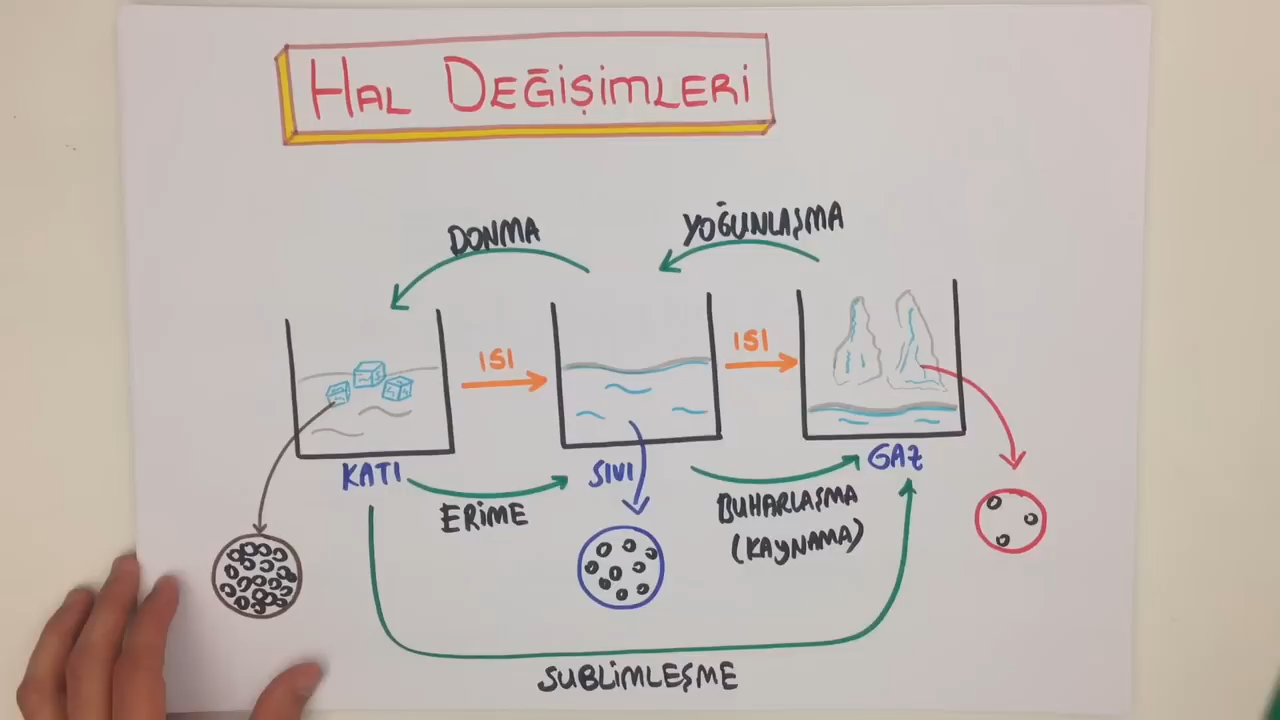 HAL DEĞİŞİMLERİ
DONMA
YOĞUNLAŞMA
ISI
ISI
KATI
SIVI
GAZ
ERİME
BUHARLAŞMA
(KAYNAMA)
SUBLİMLEŞME